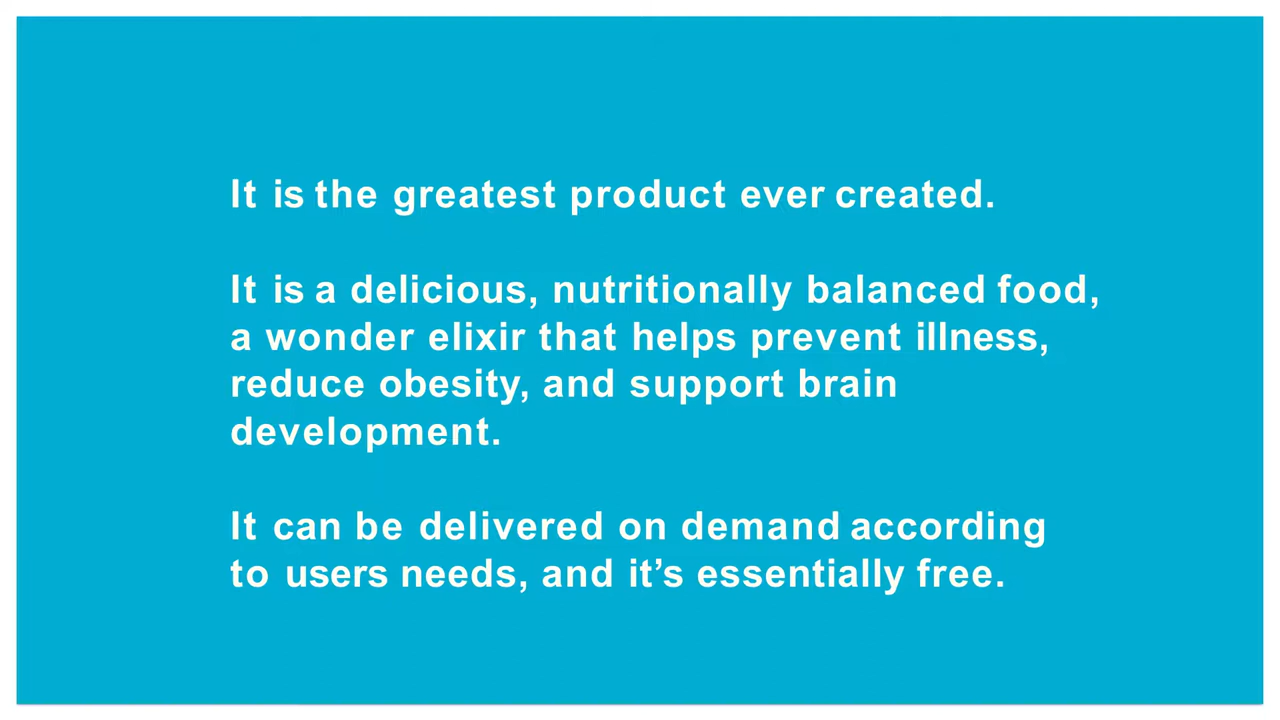 It is the greatest product ever created.
It is a delicious, nutritionally balanced food,
a wonder elixir that helps prevent illness,
reduce obesity, and support brain
development.
It can be delivered on demand according
to users needs, and it’s essentially free.